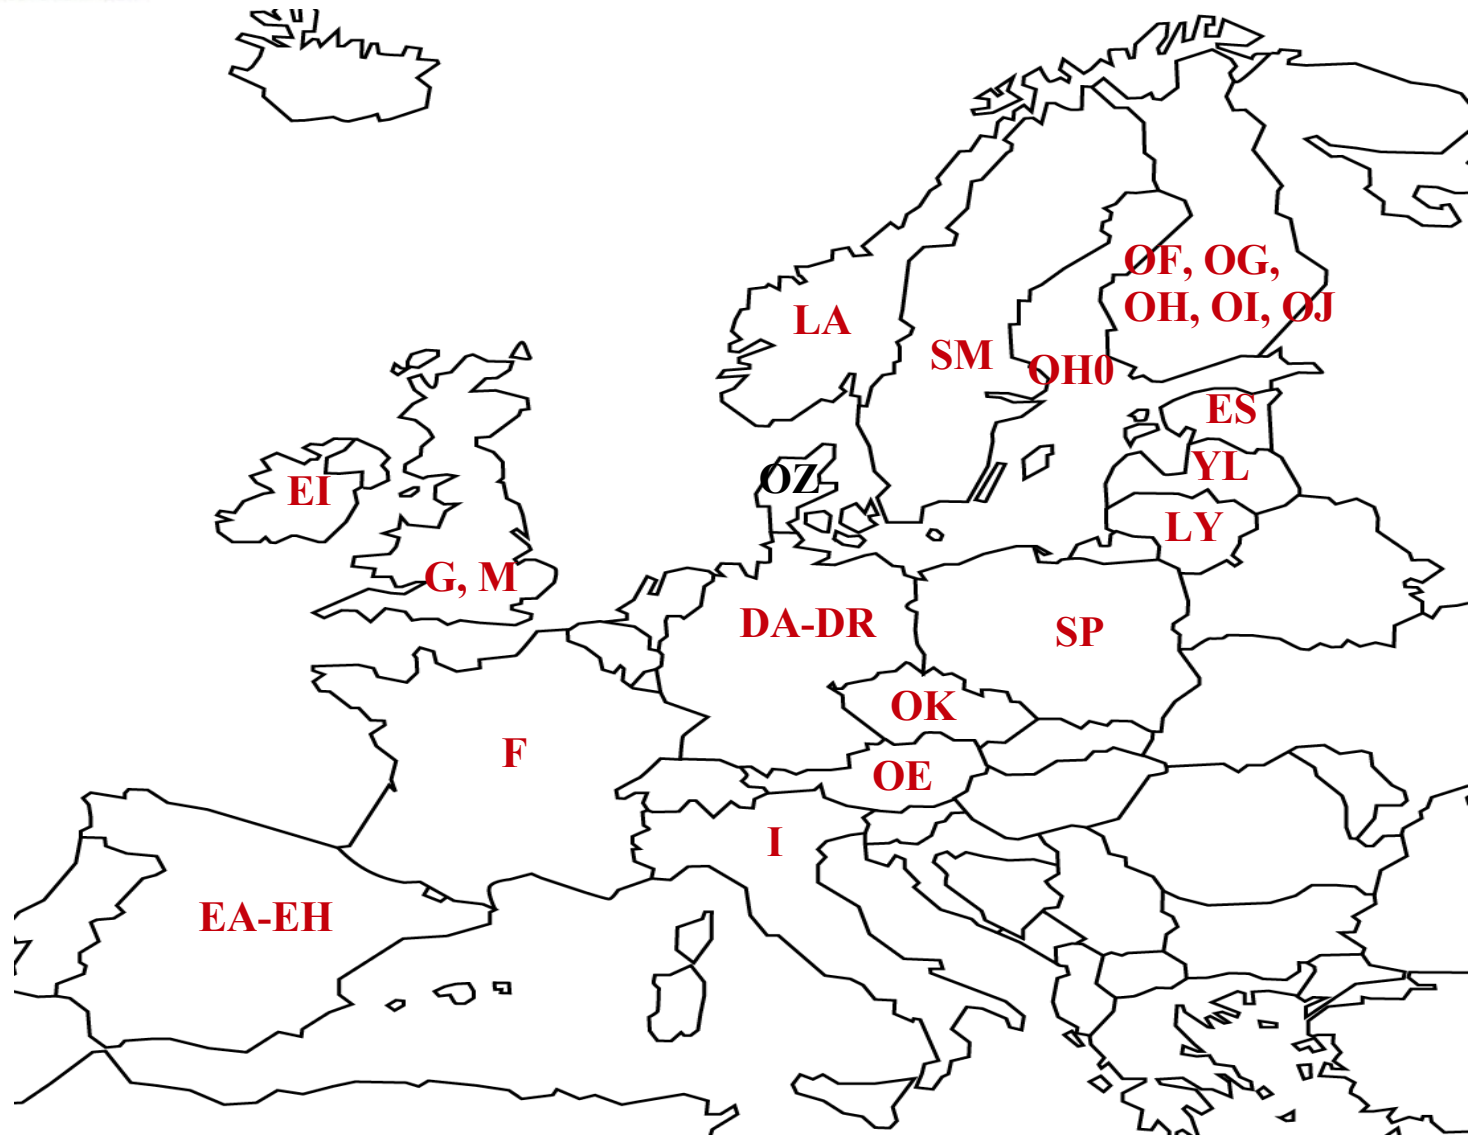 OF, OG,
OH, OI, OJ
LA
SM
OH0
ES
YL
OZ
EI
LY
G, M
DA-DR
SP
OK
F
OE
I
EA-EH